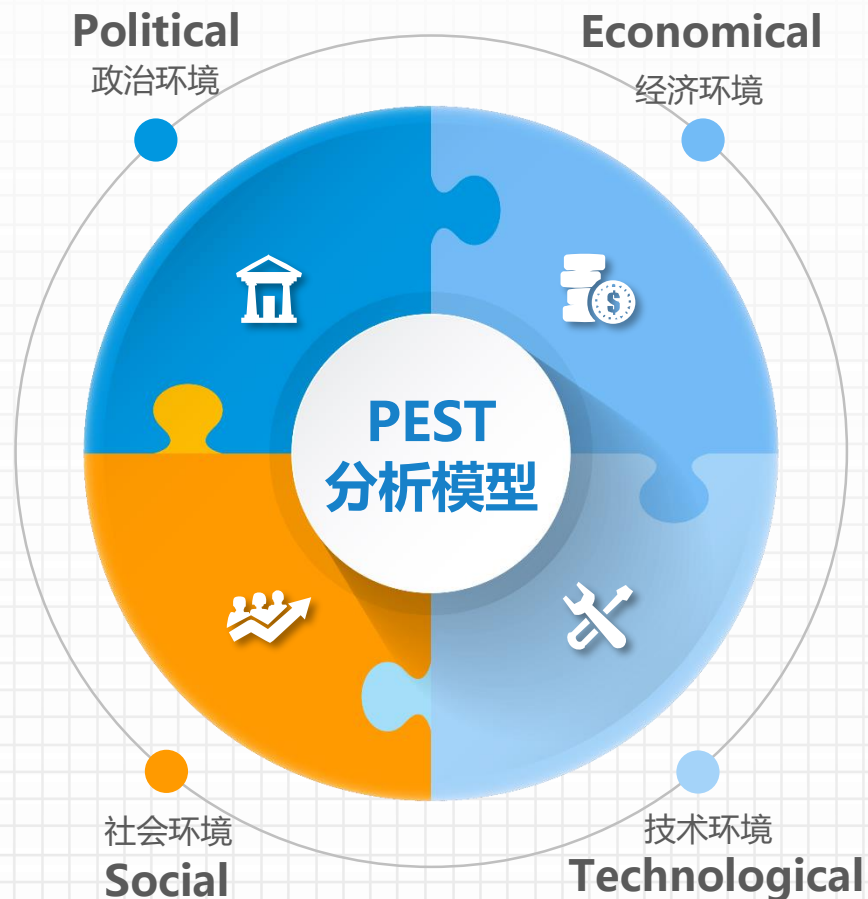 Political
政治环境
Economical
经济环境
PEST
分析模型
社会环境
Social
技术环境
Technological